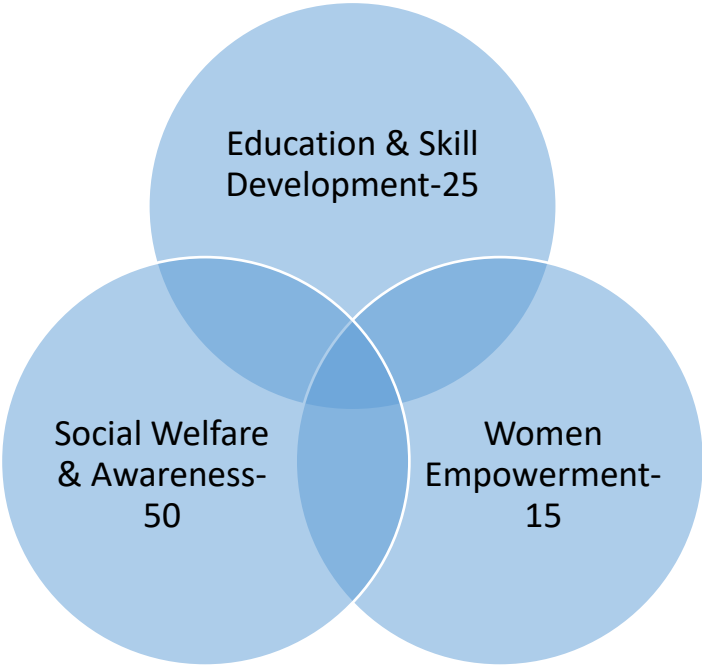 Education & Skill
Development-25
Social Welfare
& Awareness-
50
Women
Empowerment-
15